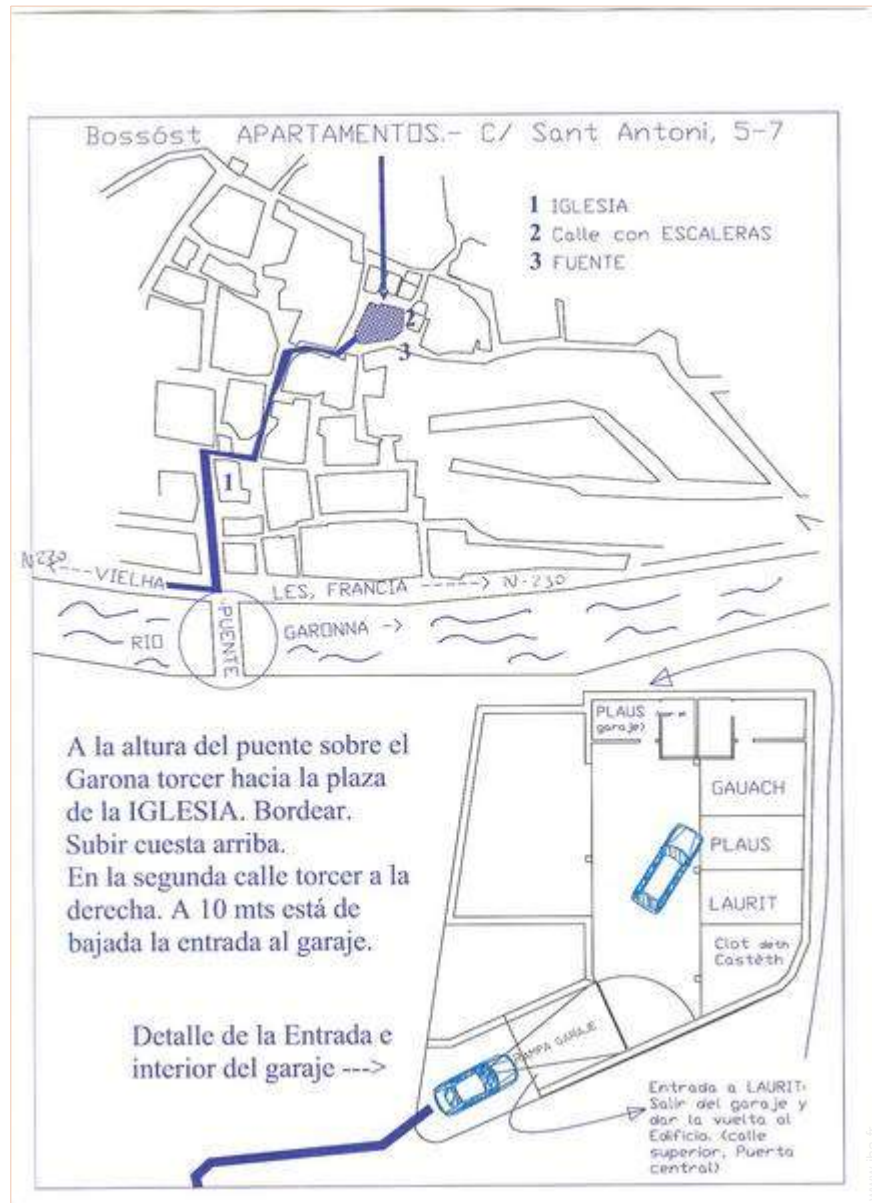 Bossóst APARTAMENTOS.- C/ Sant Antoni, 5-7
1 IGLESIA
2 Calle con ESCALERAS
3 FUENTE
2
3
1
N-230
<---- VIELHA
LES, FRANCIA -----> N-230
RIO
PUENTE
GARONNA ->
A la altura del puente sobre el
Garona torcer hacia la plaza
de la IGLESIA. Bordear.
Subir cuesta arriba.
En la segunda calle torcer a la
derecha. A 10 mts está de
bajada la entrada al garaje.
Detalle de la Entrada e
interior del garaje --->
PLAUS
garaje)
GAUACH
PLAUS
LAURIT
Clot deth
Castèth
RAMPA GARAJE
Entrada a LAURIT:
Salir del garaje y
dar la vuelta al
Edificio. (calle
superior, Puerta
central)